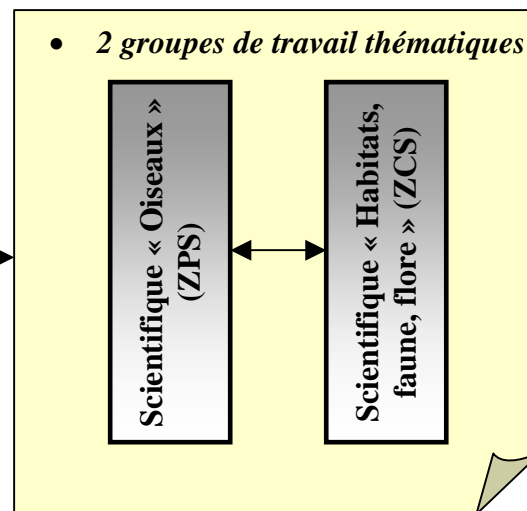 • 2 groupes de travail thématiques
Scientifique « Oiseaux »
(ZPS)
Scientifique « Habitats,
faune, flore » (ZCS)